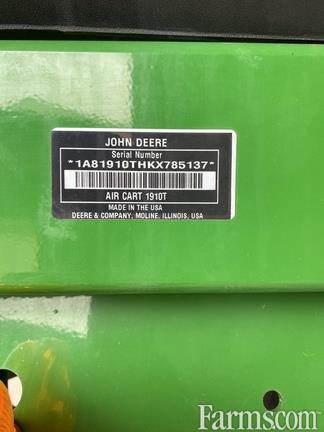 JOHN DEERE
Serial Number
*1A81910THKX785137*
AIR CART 1910T
MADE IN THE USA
DEERE & COMPANY, MOLINE, ILLINOIS, USA
Farms.com